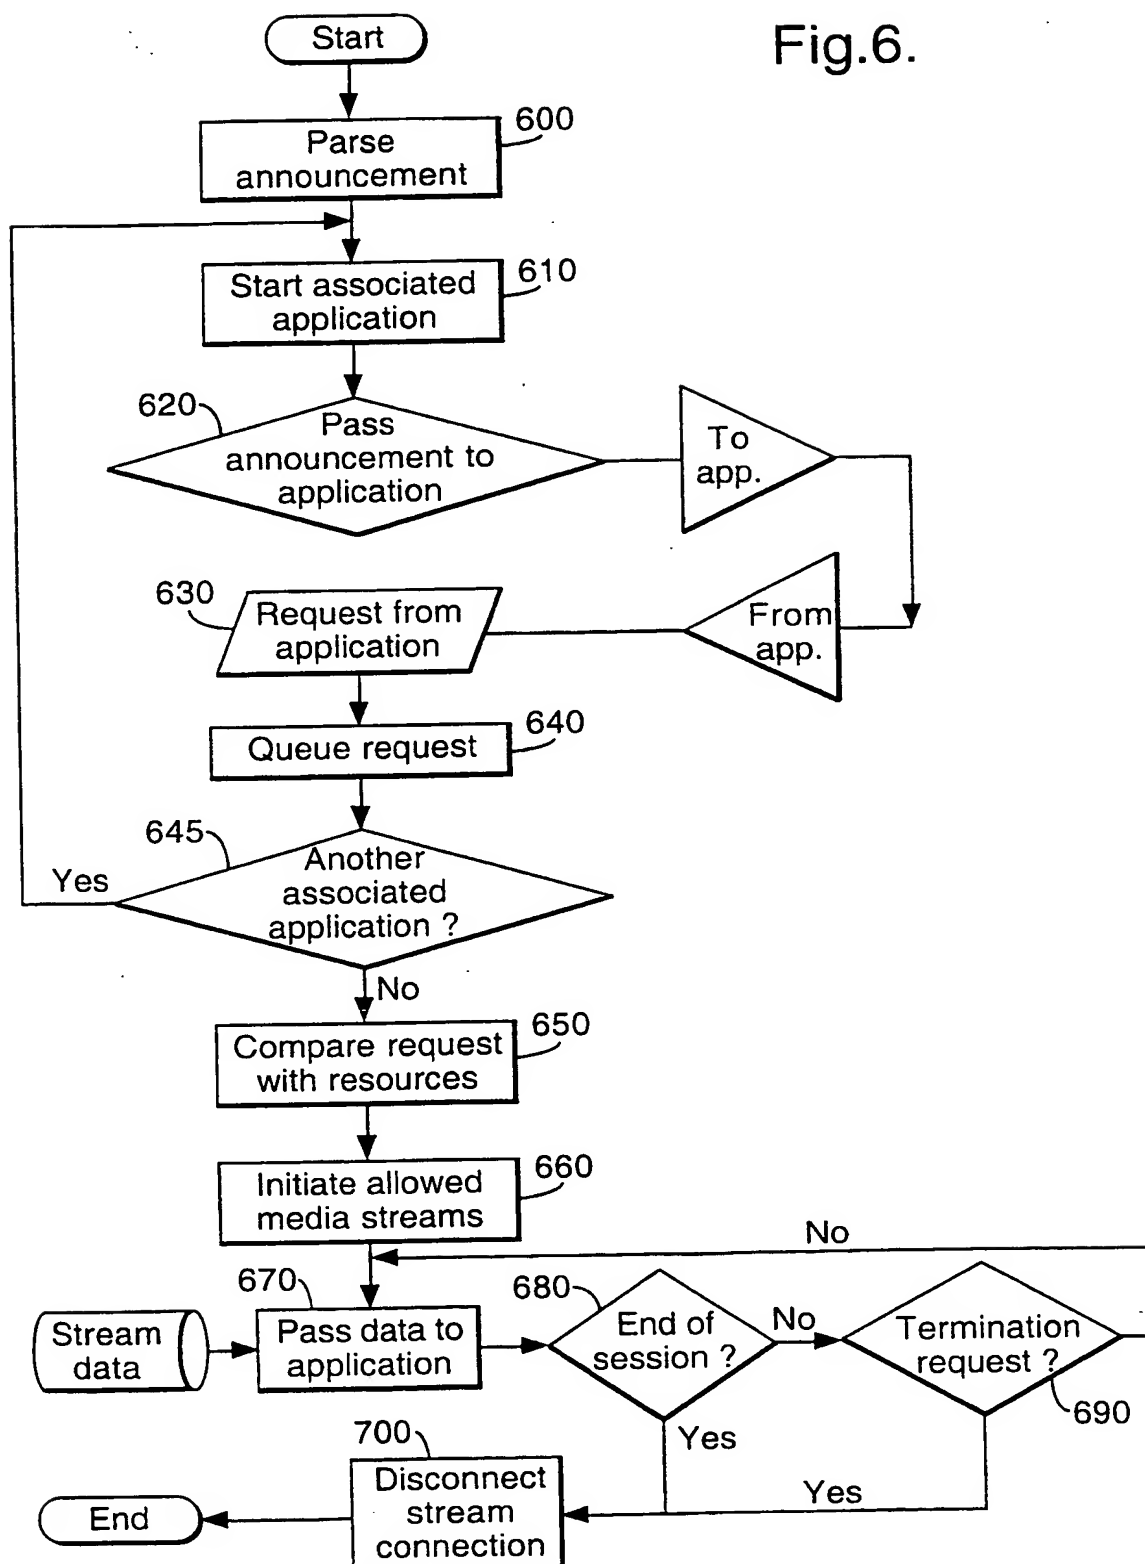 Fig.6.
Start
600
Parse
announcement
610
Start associated
application
620
Pass
announcement to
application
To
app.
630
Request from
application
From
app.
640
Queue request
645
Another
associated
application ?
Yes
No
650
Compare request
with resources
660
Initiate allowed
media streams
No
670
Stream
data
Pass data to
application
680
End of
session ?
No
Termination
request ?
690
Yes
Yes
700
Disconnect
stream
connection
End